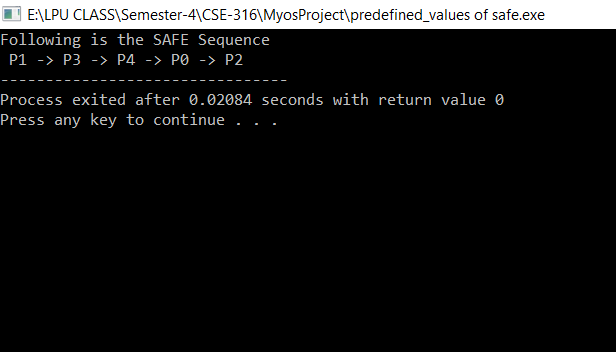 E:\LPU CLASS\Semester-4\CSE-316\MyosProject\predefined_values of safe.exe
Following is the SAFE Sequence
 P1 -> P3 -> P4 -> P0 -> P2
--------------------------------
Process exited after 0.02084 seconds with return value 0
Press any key to continue . . .